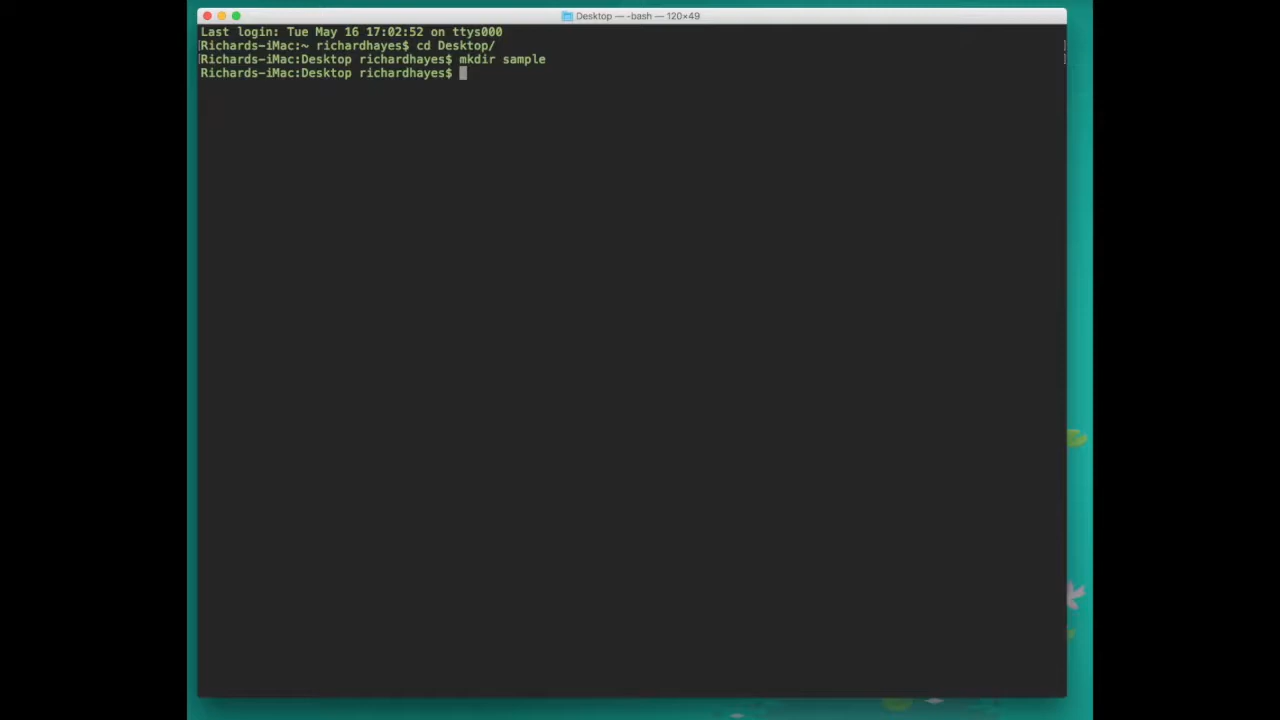 Desktop — -bash — 120×49
Last login: Tue May 16 17:02:52 on ttys000
[Richards-iMac:~ richardhayes$ cd Desktop/ ]
[Richards-iMac:Desktop richardhayes$ mkdir sample ]
Richards-iMac:Desktop richardhayes$